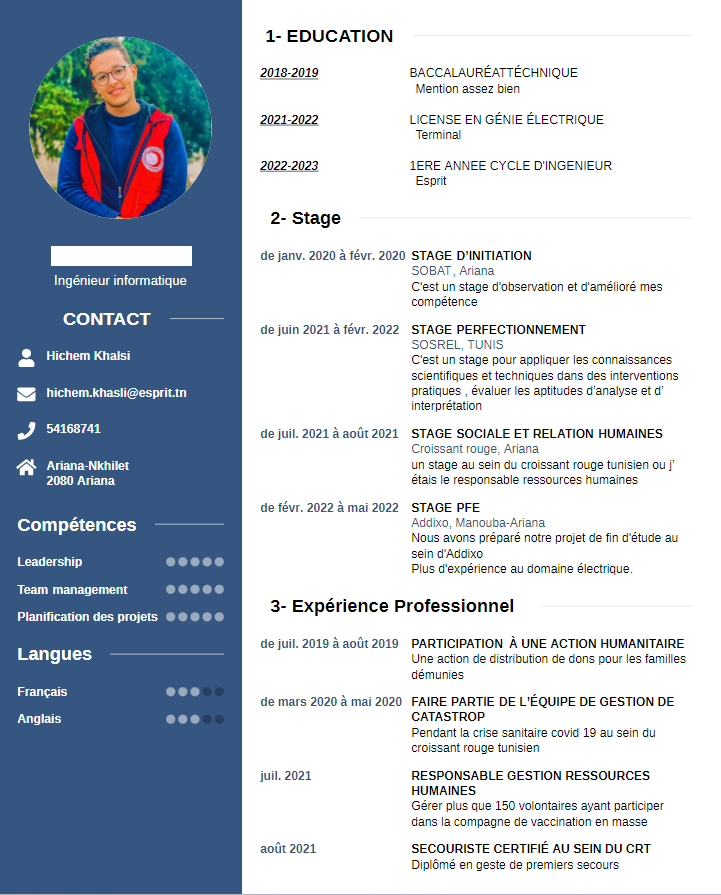 Ingénieur informatique
CONTACT
Hichem Khalsi
hichem.khasli@esprit.tn
54168741
Ariana-Nkhilet
2080 Ariana
Compétences
Leadership
Team management
Planification des projets
Langues
Français
Anglais
1- EDUCATION
2018-2019 BACCALAURÉATTÉCHNIQUE
Mention assez bien
2021-2022 LICENSE EN GÉNIE ÉLECTRIQUE
Terminal
2022-2023 1ERE ANNEE CYCLE D'INGENIEUR
Esprit
2- Stage
de janv. 2020 à févr. 2020 STAGE D'INITIATION
SOBAT, Ariana
C'est un stage d'observation et d'amélioré mes
compétence
de juin 2021 à févr. 2022 STAGE PERFECTIONNEMENT
SOSREL, TUNIS
C'est un stage pour appliquer les connaissances
scientifiques et techniques dans des interventions
pratiques , évaluer les aptitudes d'analyse et d'
interprétation
de juil. 2021 à août 2021 STAGE SOCIALE ET RELATION HUMAINES
Croissant rouge, Ariana
un stage au sein du croissant rouge tunisien ou j'
étais le responsable ressources humaines
de févr. 2022 à mai 2022 STAGE PFE
Addixo, Manouba-Ariana
Nous avons préparé notre projet de fin d'étude au
sein d'Addixo
Plus d'expérience au domaine électrique.
3- Expérience Professionnel
de juil. 2019 à août 2019 PARTICIPATION À UNE ACTION HUMANITAIRE
Une action de distribution de dons pour les familles
démunies
de mars 2020 à mai 2020 FAIRE PARTIE DE L'ÉQUIPE DE GESTION DE
CATASTROP
Pendant la crise sanitaire covid 19 au sein du
croissant rouge tunisien
juil. 2021 RESPONSABLE GESTION RESSOURCES
HUMAINES
Gérer plus que 150 volontaires ayant participer
dans la compagne de vaccination en masse
août 2021 SECOURISTE CERTIFIÉ AU SEIN DU CRT
Diplômé en geste de premiers secours